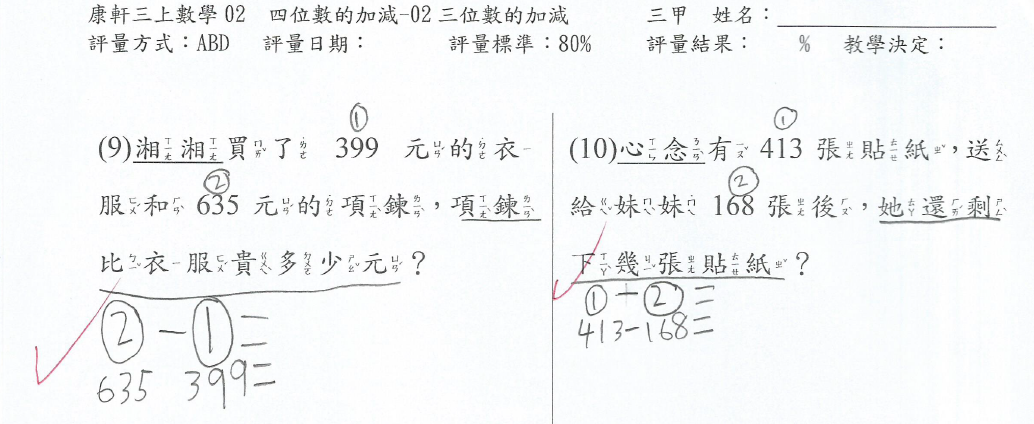 康軒三上數學 02 四位數的加減-02 三位數的加減 三甲 姓名：
評量方式：ABD 評量日期： 評量標準：80% 評量結果： % 教學決定：
①
(9)湘湘買了 399 元的衣
②
服和 635 元的項鍊，項鍊
比衣服貴多少元？
②－①＝
635 399＝
①
(10)心念有 413 張貼紙，送
②
給妹妹 168 張後，她還剩
下幾張貼紙？
①＋②＝
413－168＝